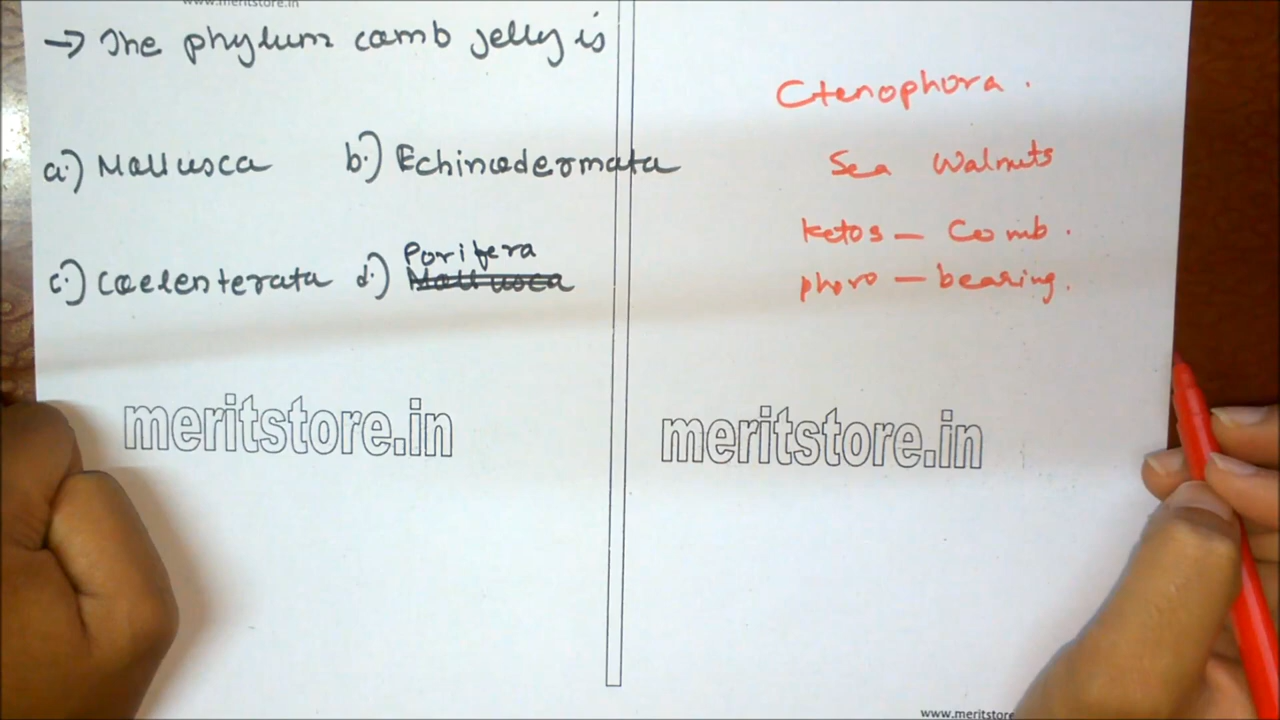 www.meritstore.in
→ The phylum comb jelly is
a.) Mollusca b.) Echinodermata
c.) Coelenterata d.) Porifera
Mollusca
Ctenophora.
Sea Walnuts
ketos – Comb.
phoro – bearing.
meritstore.in
meritstore.in
www.meritstore